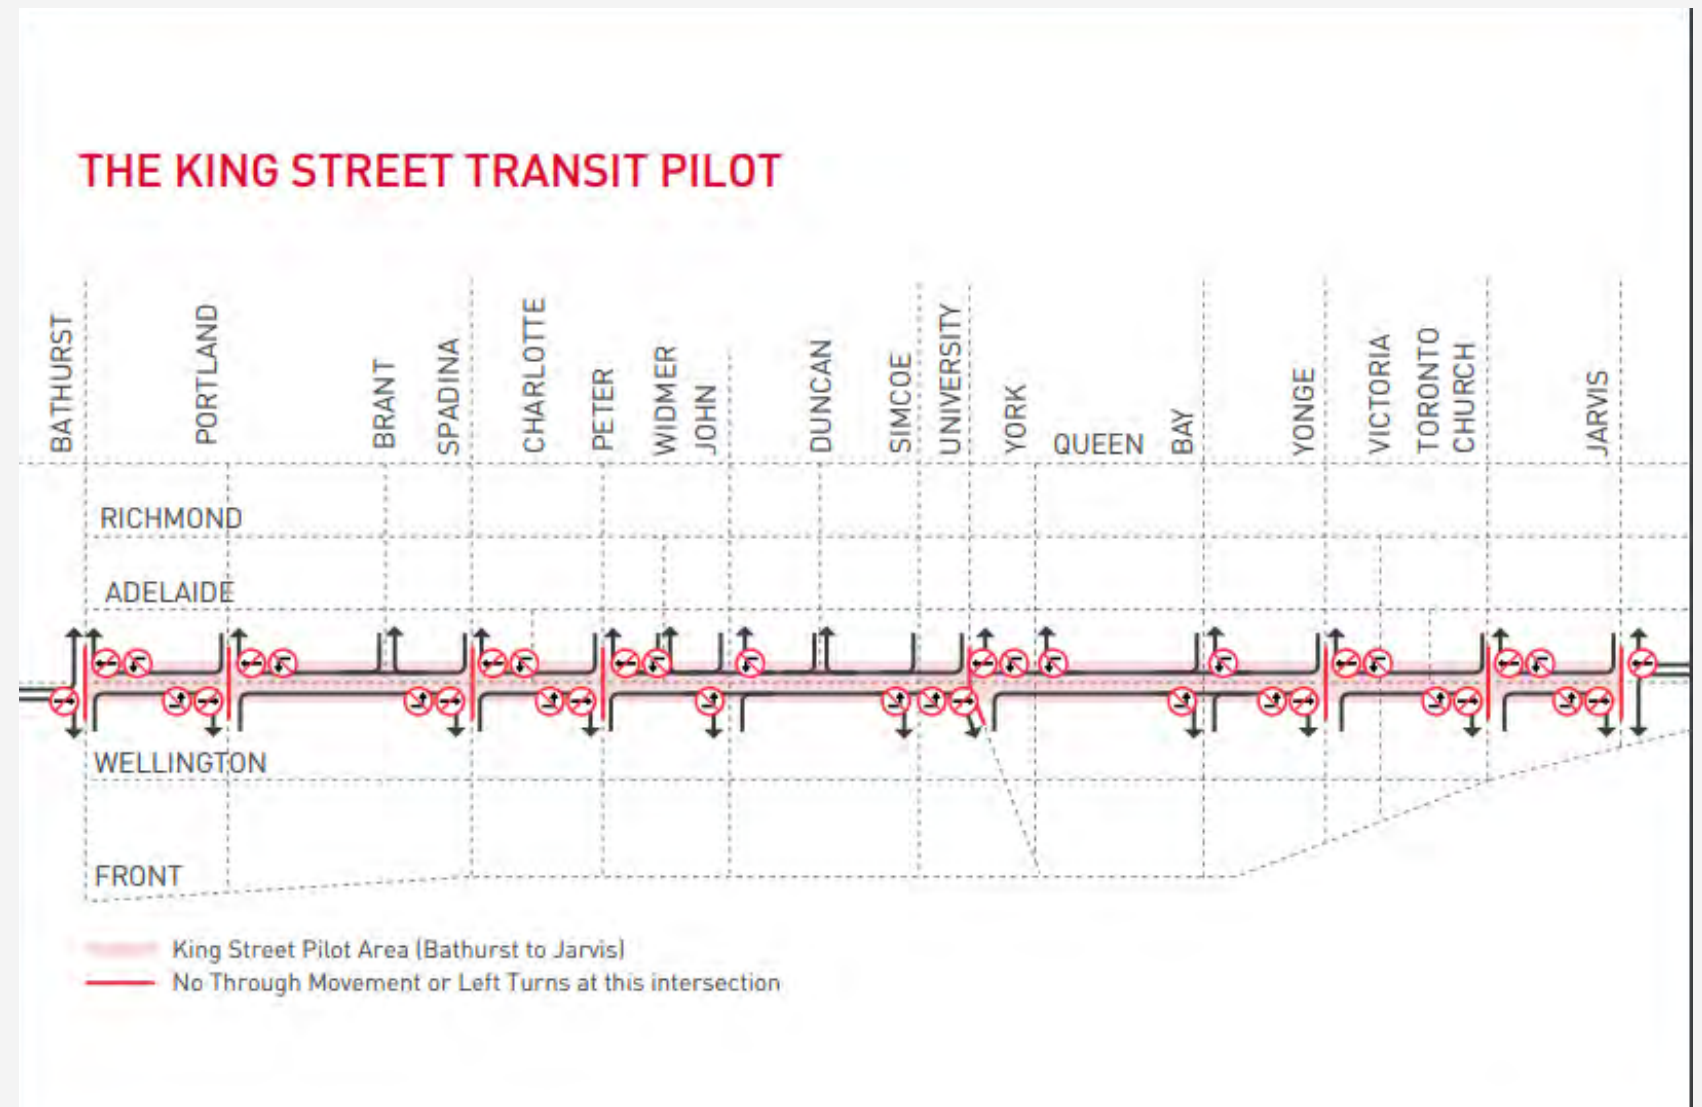 THE KING STREET TRANSIT PILOT
BATHURST
PORTLAND
BRANT
SPADINA
CHARLOTTE
PETER
WIDMER
JOHN
DUNCAN
SIMCOE
UNIVERSITY
YORK
QUEEN
BAY
YONGE
VICTORIA
TORONTO
CHURCH
JARVIS
RICHMOND
ADELAIDE
WELLINGTON
FRONT
King Street Pilot Area (Bathurst to Jarvis)
No Through Movement or Left Turns at this intersection